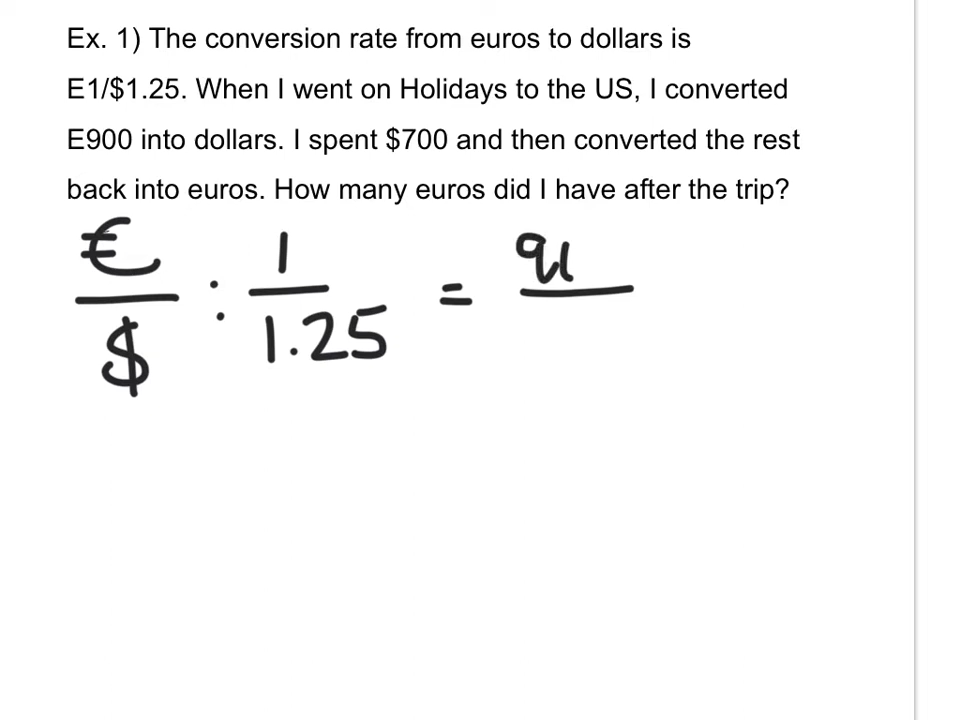 Ex. 1) The conversion rate from euros to dollars is
E1/$1.25. When I went on Holidays to the US, I converted
E900 into dollars. I spent $700 and then converted the rest
back into euros. How many euros did I have after the trip?
€/$ : 1/1.25 =